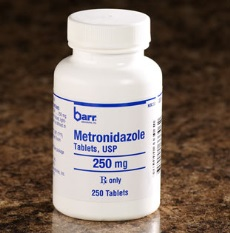 barr
Metronidazole
Tablets, USP
250 mg
℞ only
250 Tablets